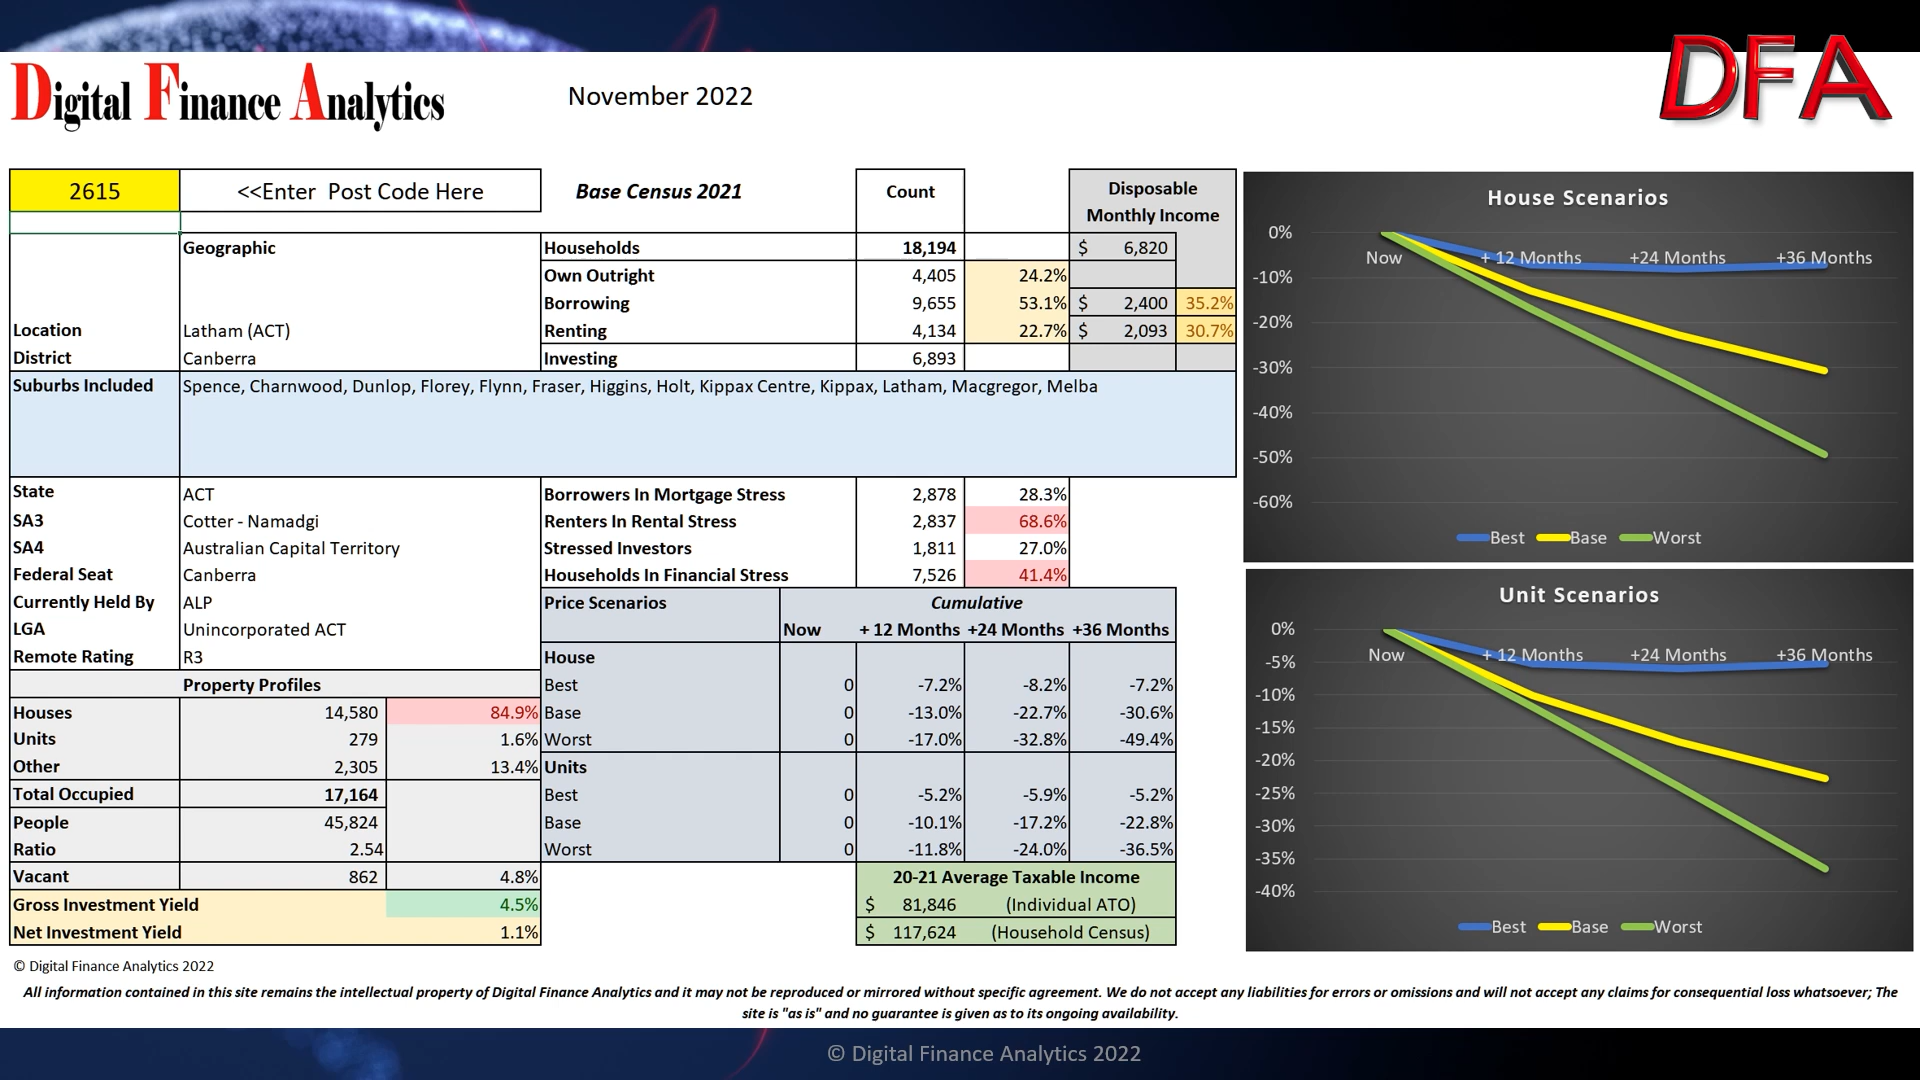 Digital Finance Analytics
November 2022
DFA
2615
<<Enter Post Code Here
Base Census 2021
Count
Disposable
Monthly Income
Geographic
Households 18,194 $ 6,820
Own Outright 4,405 24.2%
Borrowing 9,655 53.1% $ 2,400 35.2%
Location Latham (ACT) Renting 4,134 22.7% $ 2,093 30.7%
District Canberra Investing 6,893
Suburbs Included Spence, Charnwood, Dunlop, Florey, Flynn, Fraser, Higgins, Holt, Kippax Centre, Kippax, Latham, Macgregor, Melba
State ACT Borrowers In Mortgage Stress 2,878 28.3%
SA3 Cotter - Namadgi Renters In Rental Stress 2,837 68.6%
SA4 Australian Capital Territory Stressed Investors 1,811 27.0%
Federal Seat Canberra Households In Financial Stress 7,526 41.4%
Currently Held By ALP Price Scenarios Cumulative
LGA Unincorporated ACT Now + 12 Months +24 Months +36 Months
Remote Rating R3 House
Property Profiles Best 0 -7.2% -8.2% -7.2%
Houses 14,580 84.9% Base 0 -13.0% -22.7% -30.6%
Units 279 1.6% Worst 0 -17.0% -32.8% -49.4%
Other 2,305 13.4% Units
Total Occupied 17,164 Best 0 -5.2% -5.9% -5.2%
People 45,824 Base 0 -10.1% -17.2% -22.8%
Ratio 2.54 Worst 0 -11.8% -24.0% -36.5%
Vacant 862 4.8% 20-21 Average Taxable Income
Gross Investment Yield 4.5% $ 81,846 (Individual ATO)
Net Investment Yield 1.1% $ 117,624 (Household Census)
House Scenarios
0%
Now + 12 Months +24 Months +36 Months
-10%
-20%
-30%
-40%
-50%
-60%
Best Base Worst
Unit Scenarios
0%
Now + 12 Months +24 Months +36 Months
-5%
-10%
-15%
-20%
-25%
-30%
-35%
-40%
Best Base Worst
© Digital Finance Analytics 2022
All information contained in this site remains the intellectual property of Digital Finance Analytics and it may not be reproduced or mirrored without specific agreement. We do not accept any liabilities for errors or omissions and will not accept any claims for consequential loss whatsoever; The
site is "as is" and no guarantee is given as to its ongoing availability.
© Digital Finance Analytics 2022